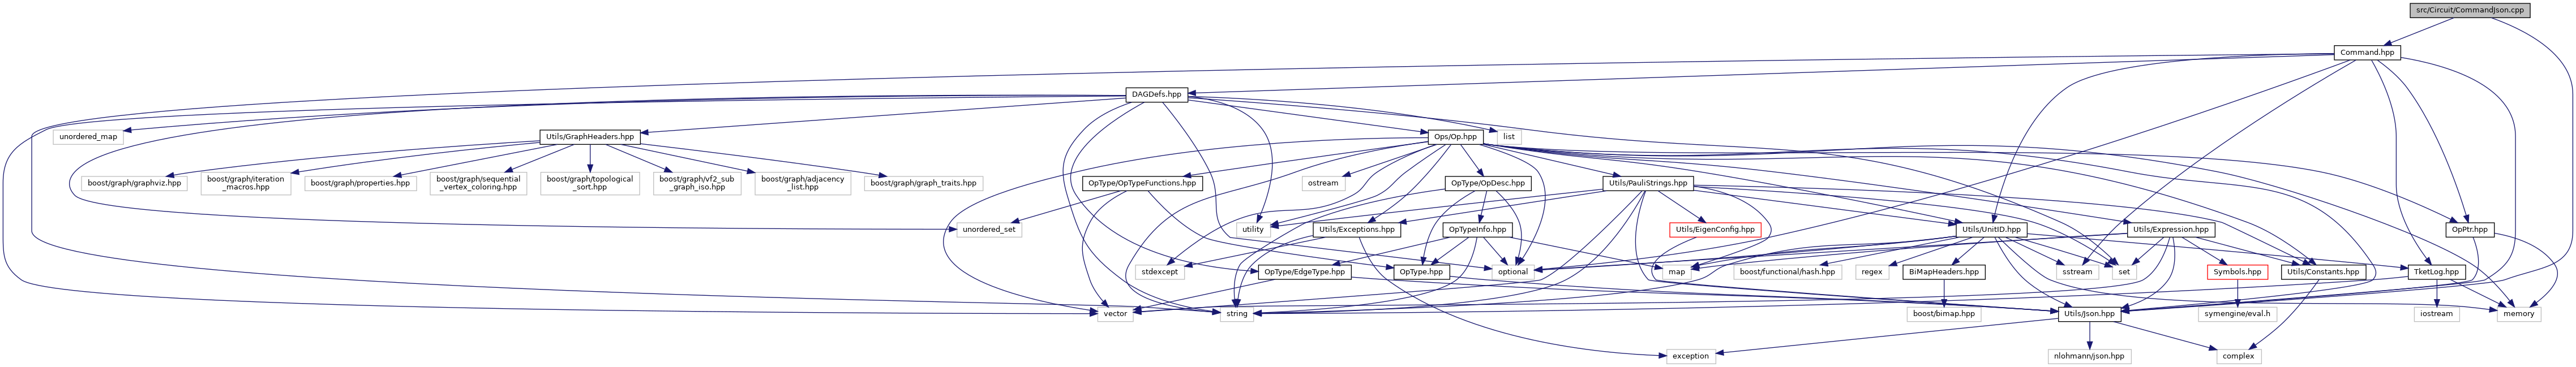 src/Circuit/CommandJson.cpp
Command.hpp
DAGDefs.hpp
unordered_map
Utils/GraphHeaders.hpp
Ops/Op.hpp
list
boost/graph/graphviz.hpp
boost/graph/iteration
_macros.hpp
boost/graph/properties.hpp
boost/graph/sequential
_vertex_coloring.hpp
boost/graph/topological
_sort.hpp
boost/graph/vf2_sub
_graph_iso.hpp
boost/graph/adjacency
_list.hpp
boost/graph/graph_traits.hpp
OpType/OpTypeFunctions.hpp
ostream
OpType/OpDesc.hpp
Utils/PauliStrings.hpp
unordered_set
utility
Utils/Exceptions.hpp
OpTypeInfo.hpp
Utils/EigenConfig.hpp
Utils/UnitID.hpp
Utils/Expression.hpp
OpPtr.hpp
stdexcept
OpType/EdgeType.hpp
OpType.hpp
optional
map
boost/functional/hash.hpp
regex
BiMapHeaders.hpp
sstream
set
Symbols.hpp
Utils/Constants.hpp
TketLog.hpp
vector
string
Utils/Json.hpp
boost/bimap.hpp
symengine/eval.h
iostream
memory
exception
nlohmann/json.hpp
complex